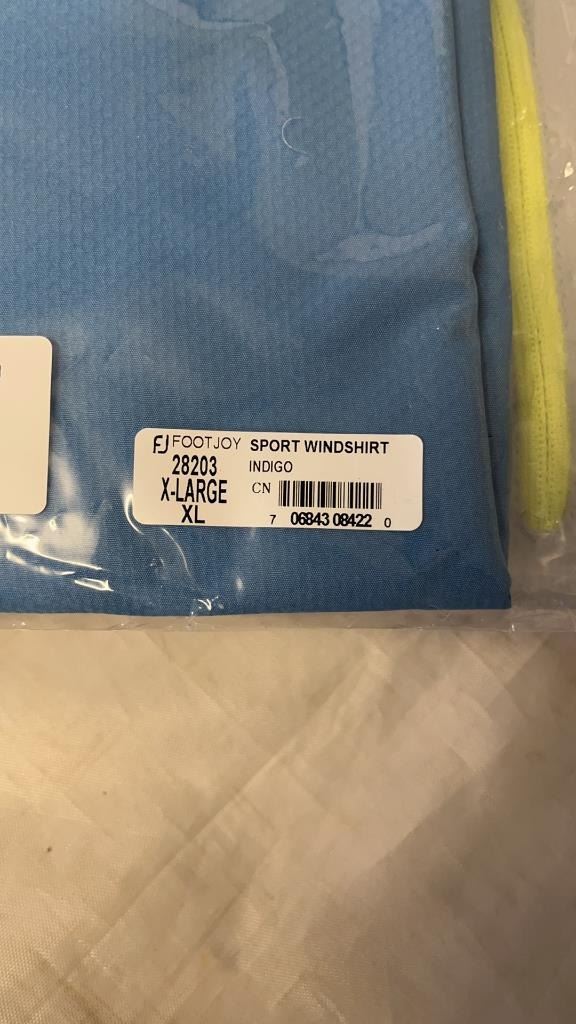 FJ FOOTJOY SPORT WINDSHIRT
28203 INDIGO
X-LARGE CN
XL 7 06843 08422 0